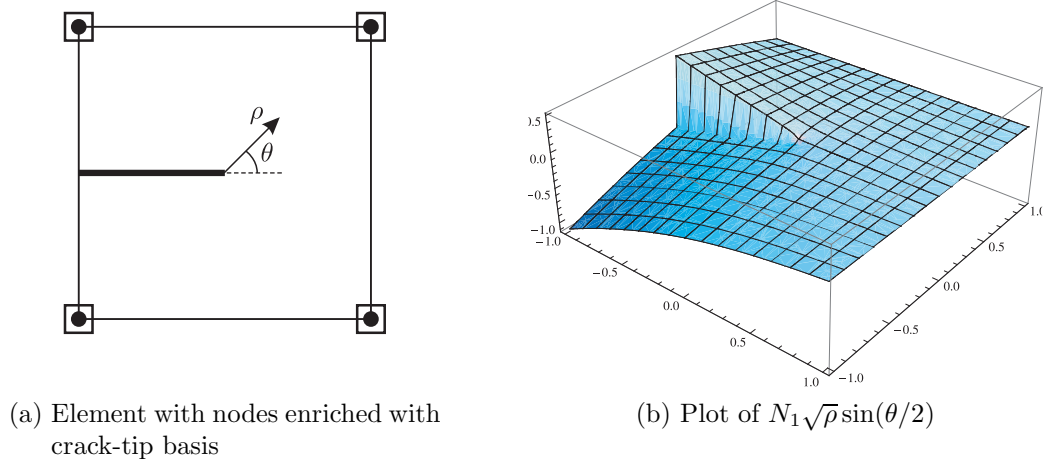 ρ
θ
0.5
0.0
−0.5
−1.0
−1.0
−0.5
0.0
0.5
1.0
1.0
0.5
0.0
−0.5
−1.0
(a) Element with nodes enriched with
crack-tip basis
(b) Plot of N₁√ρ sin(θ/2)